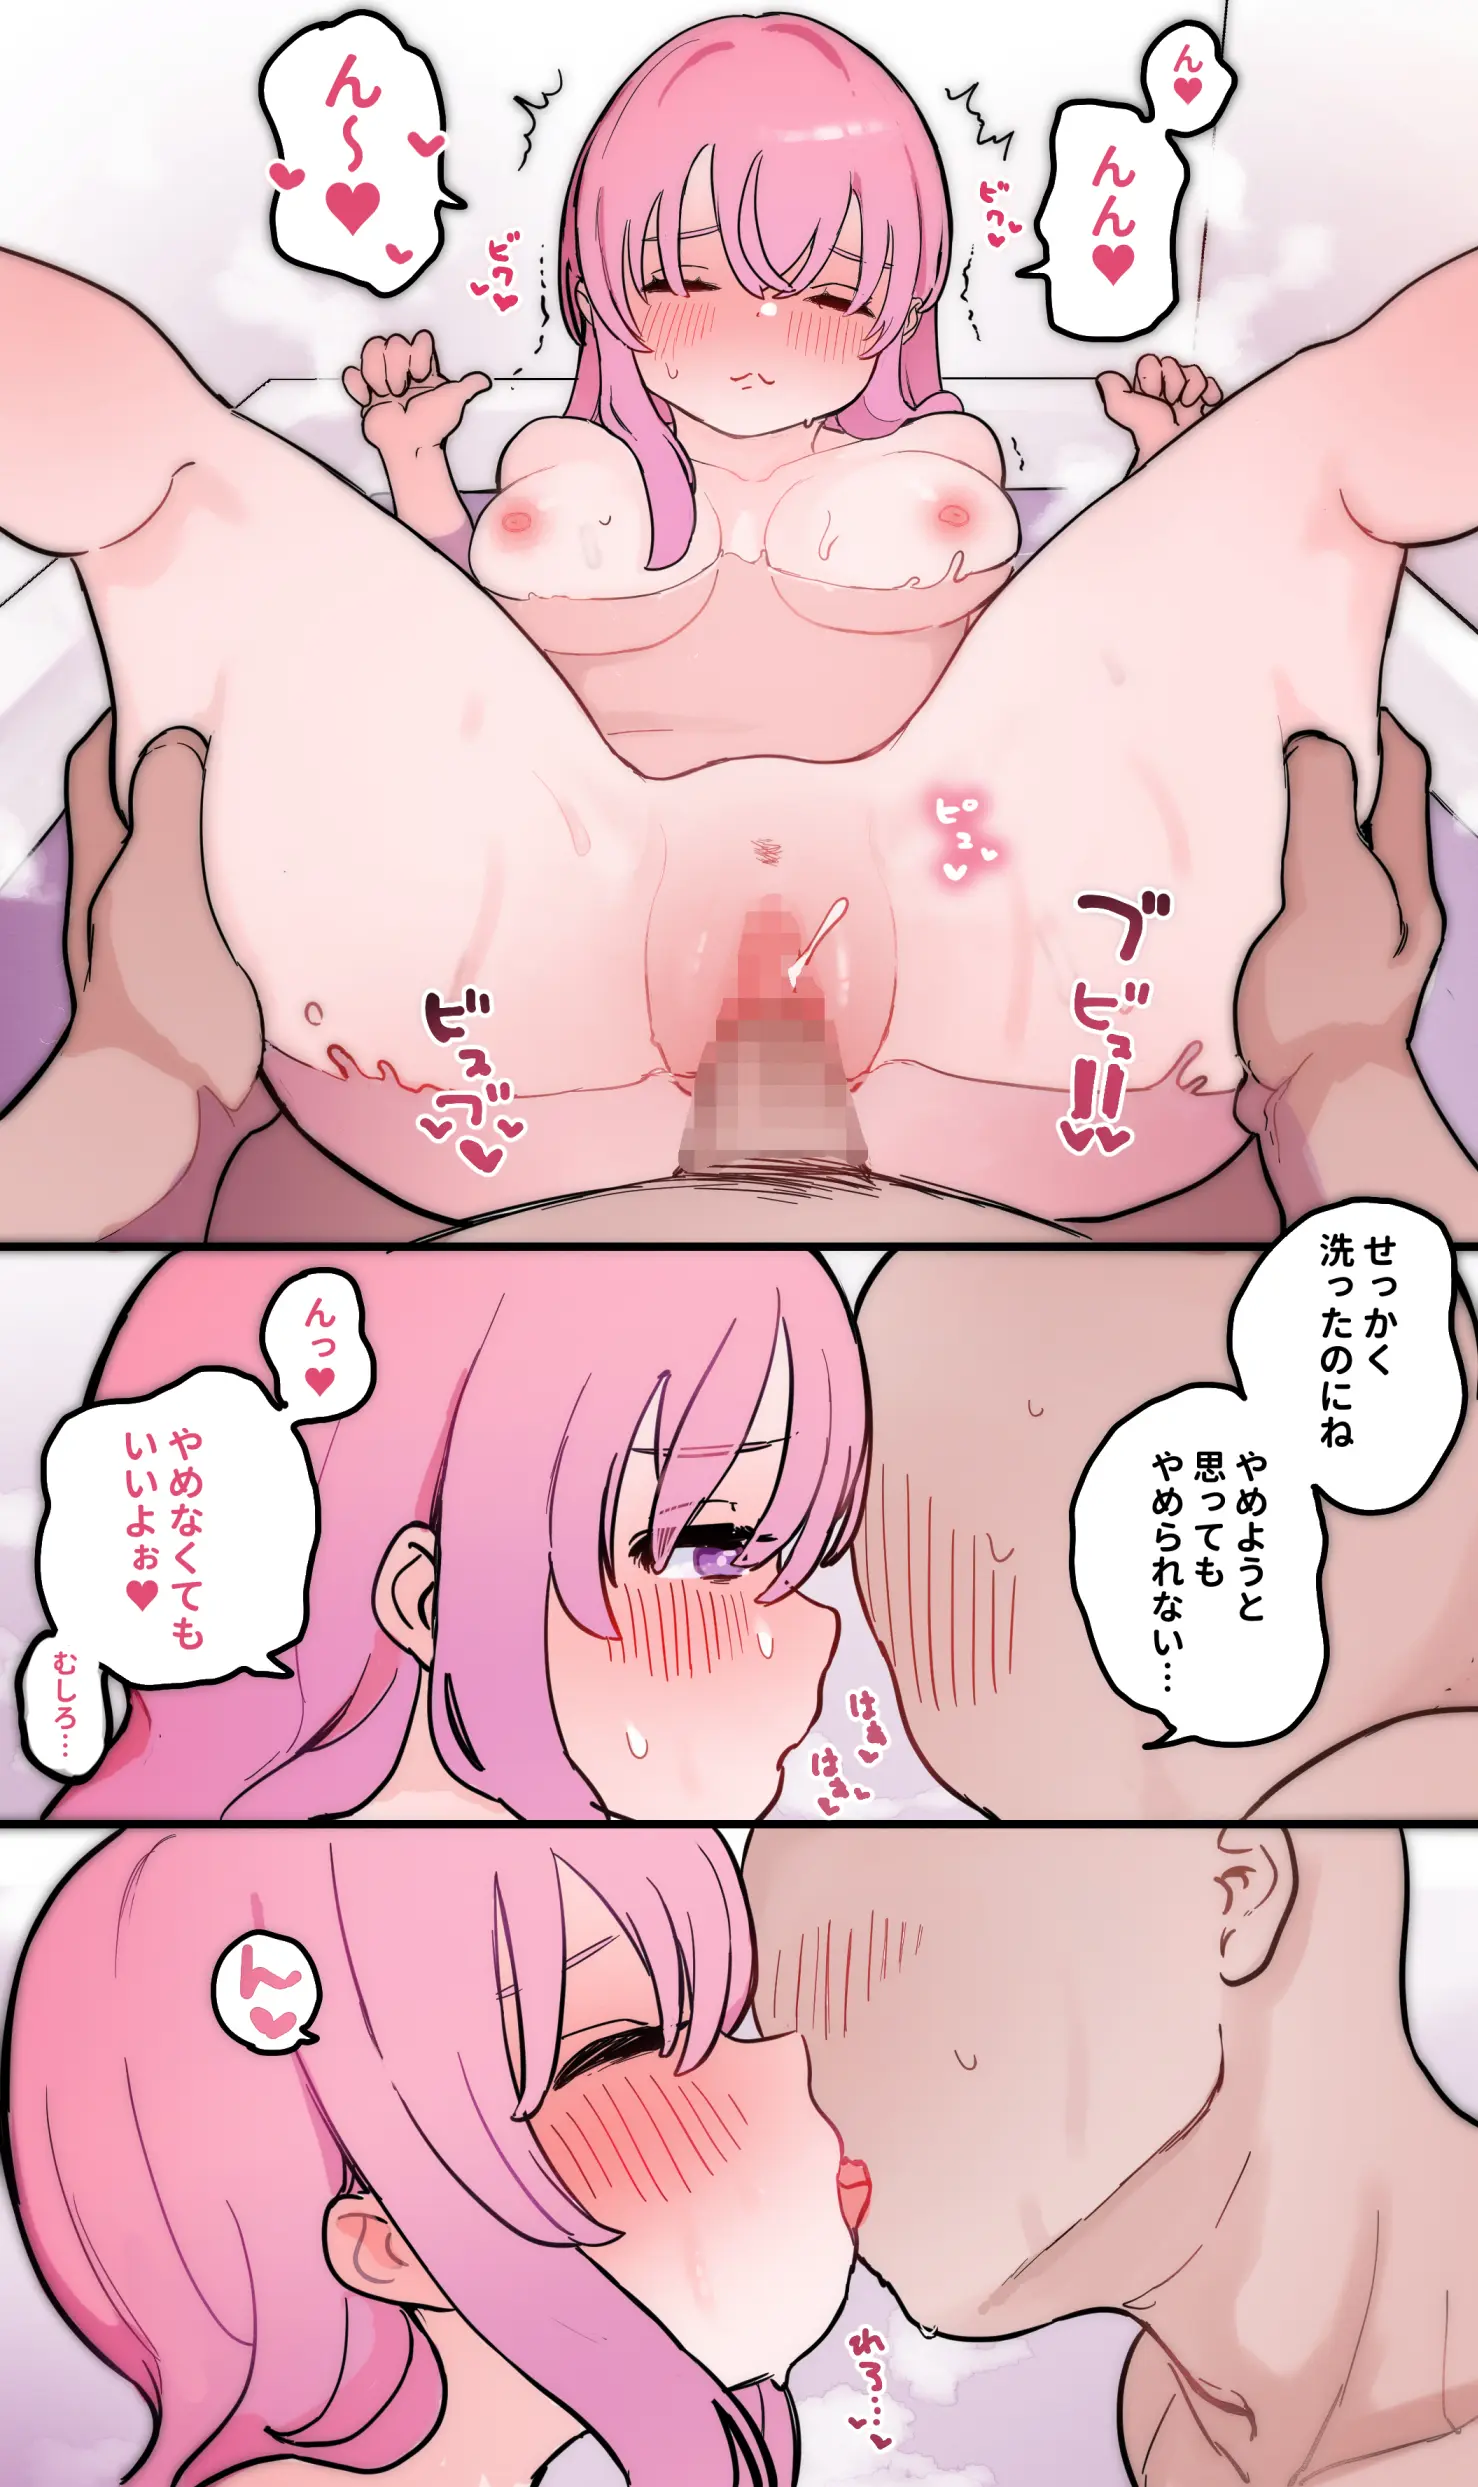 ん♥
んん♥
ビク
ん～♥
ビク
ピュ
ブ
ビュ!!
ビュ
ブ
せっかく
洗ったのにね
やめようと
思っても
やめられない…
んっ♥
やめなくても
いいよぉ♥
むしろ…
はぁ
はぁ
ん
れろ…